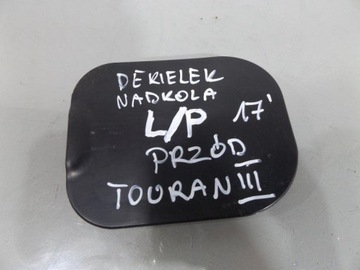 DEKIELEK
NADKOLA 17'
L/P
PRZÓD
TOURAN III